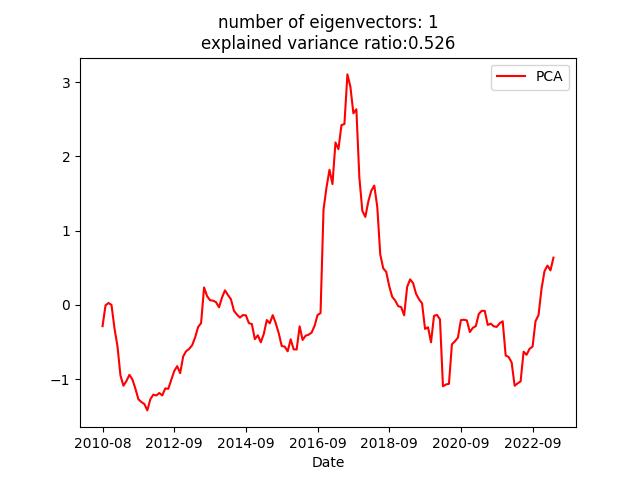 number of eigenvectors: 1
explained variance ratio:0.526
PCA
3
2
1
0
−1
2010-08 2012-09 2014-09 2016-09 2018-09 2020-09 2022-09
Date